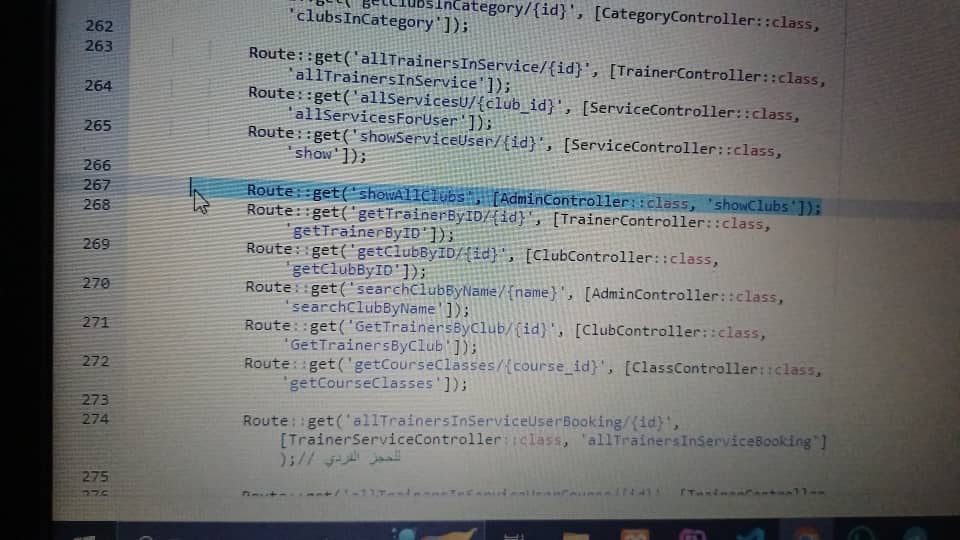 getClubsInCategory/{id}', [CategoryController::class,
262 'clubsInCategory']);
263
Route::get('allTrainersInService/{id}', [TrainerController::class,
'allTrainersInService']);
264 Route::get('allServicesU/{club_id}', [ServiceController::class,
'allServicesForUser']);
265 Route::get('showServiceUser/{id}', [ServiceController::class,
'show']);
266
267 Route::get('showAllClubs', [AdminController::class, 'showClubs']);
268 Route::get('getTrainerByID/{id}', [TrainerController::class,
'getTrainerByID']);
269 Route::get('getClubByID/{id}', [ClubController::class,
'getClubByID']);
270 Route::get('searchClubByName/{name}', [AdminController::class,
'searchClubByName']);
271 Route::get('GetTrainersByClub/{id}', [ClubController::class,
'GetTrainersByClub']);
272 Route::get('getCourseClasses/{course_id}', [ClassController::class,
'getCourseClasses']);
273
274 Route::get('allTrainersInServiceUserBooking/{id}',
[TrainerServiceController::class, 'allTrainersInServiceBooking']
);// للحجز الفردي
275